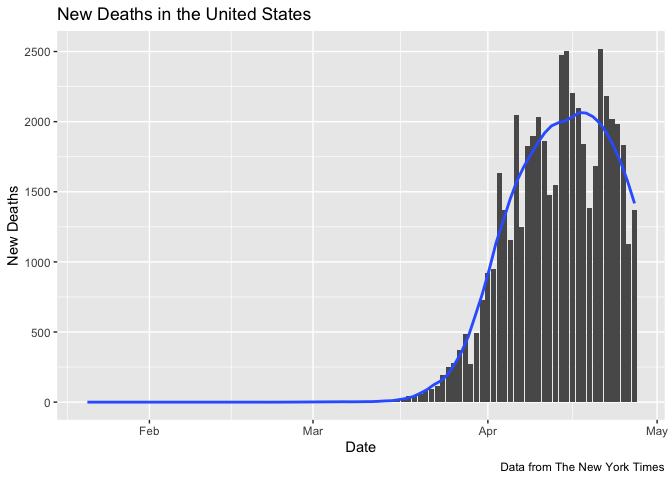 New Deaths in the United States
2500
2000
1500
1000
500
0
New Deaths
Feb
Mar
Apr
May
Date
Data from The New York Times